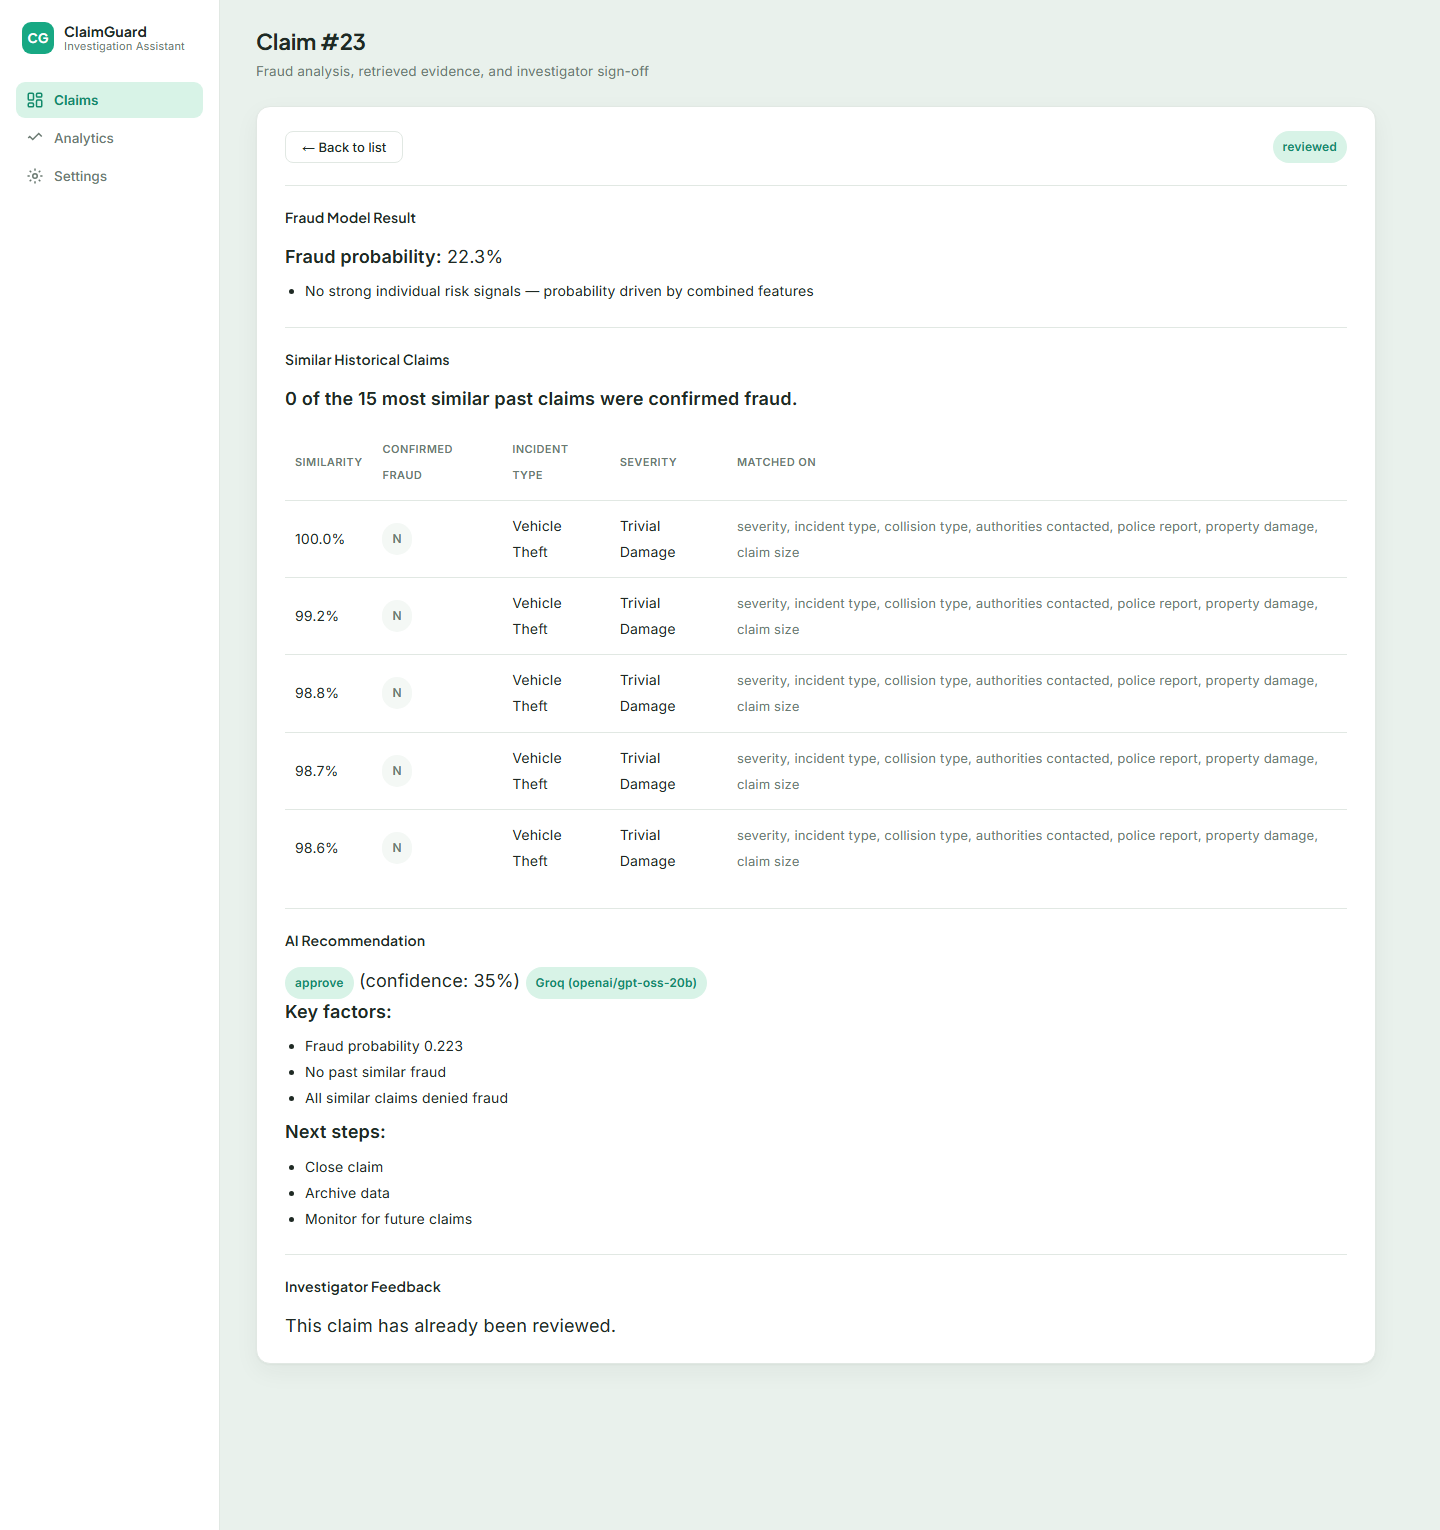 CG
ClaimGuard
Investigation Assistant
Claims
Analytics
Settings
Claim #23
Fraud analysis, retrieved evidence, and investigator sign-off
← Back to list
reviewed
Fraud Model Result
Fraud probability: 22.3%
• No strong individual risk signals — probability driven by combined features
Similar Historical Claims
0 of the 15 most similar past claims were confirmed fraud.
SIMILARITY CONFIRMED FRAUD INCIDENT TYPE SEVERITY MATCHED ON
100.0% N Vehicle Theft Trivial Damage severity, incident type, collision type, authorities contacted, police report, property damage,
claim size
99.2% N Vehicle Theft Trivial Damage severity, incident type, collision type, authorities contacted, police report, property damage,
claim size
98.8% N Vehicle Theft Trivial Damage severity, incident type, collision type, authorities contacted, police report, property damage,
claim size
98.7% N Vehicle Theft Trivial Damage severity, incident type, collision type, authorities contacted, police report, property damage,
claim size
98.6% N Vehicle Theft Trivial Damage severity, incident type, collision type, authorities contacted, police report, property damage,
claim size
AI Recommendation
approve (confidence: 35%) Groq (openai/gpt-oss-20b)
Key factors:
• Fraud probability 0.223
• No past similar fraud
• All similar claims denied fraud
Next steps:
• Close claim
• Archive data
• Monitor for future claims
Investigator Feedback
This claim has already been reviewed.